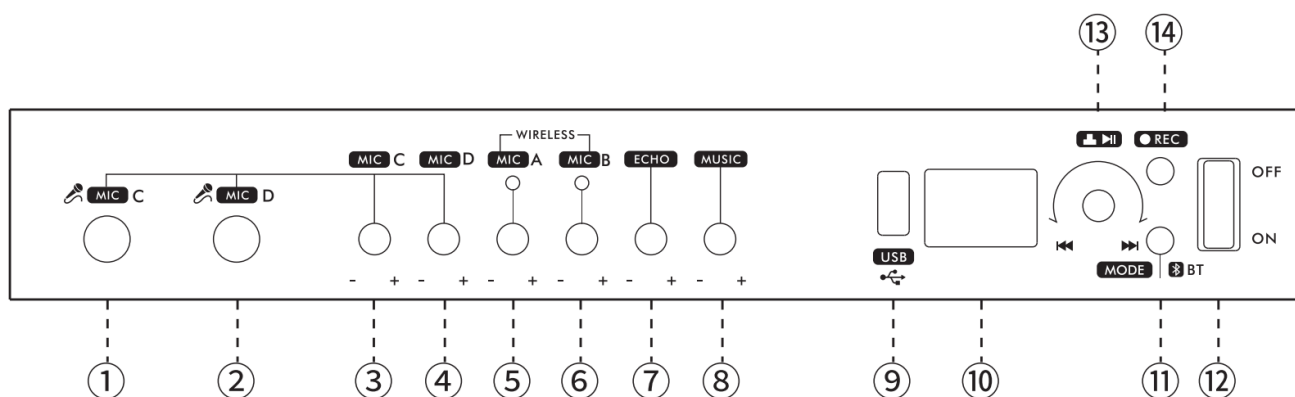 ⑬ ⑭
WIRELESS
MIC C MIC D MIC A MIC B ECHO MUSIC REC
MIC C MIC D OFF
ON
USB MODE BT
- + - + - + - + - + - +
① ② ③ ④ ⑤ ⑥ ⑦ ⑧ ⑨ ⑩ ⑪ ⑫